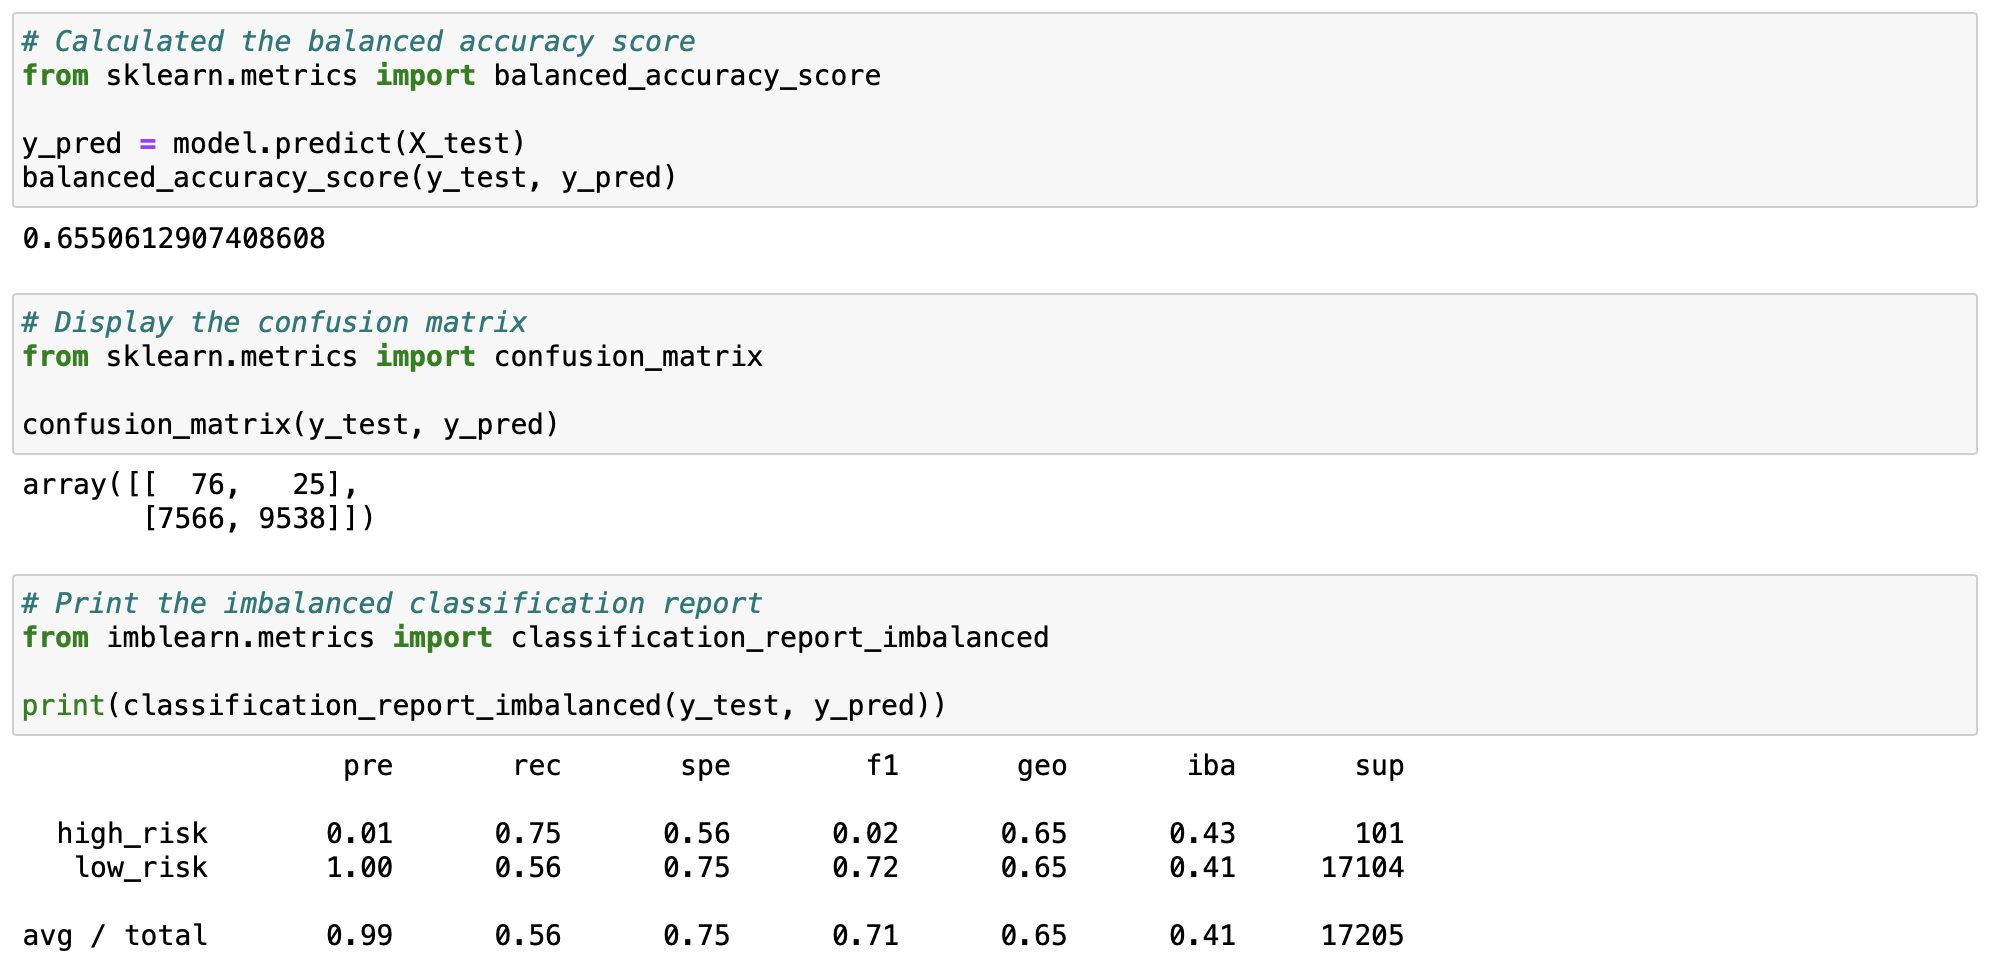 # Calculated the balanced accuracy score
from sklearn.metrics import balanced_accuracy_score
y_pred = model.predict(X_test)
balanced_accuracy_score(y_test, y_pred)
0.6550612907408608
# Display the confusion matrix
from sklearn.metrics import confusion_matrix
confusion_matrix(y_test, y_pred)
array([[  76,   25],
       [7566, 9538]])
# Print the imbalanced classification report
from imblearn.metrics import classification_report_imbalanced
print(classification_report_imbalanced(y_test, y_pred))
                   pre       rec       spe        f1       geo       iba       sup
  high_risk       0.01      0.75      0.56      0.02      0.65      0.43       101
   low_risk       1.00      0.56      0.75      0.72      0.65      0.41     17104
avg / total       0.99      0.56      0.75      0.71      0.65      0.41     17205